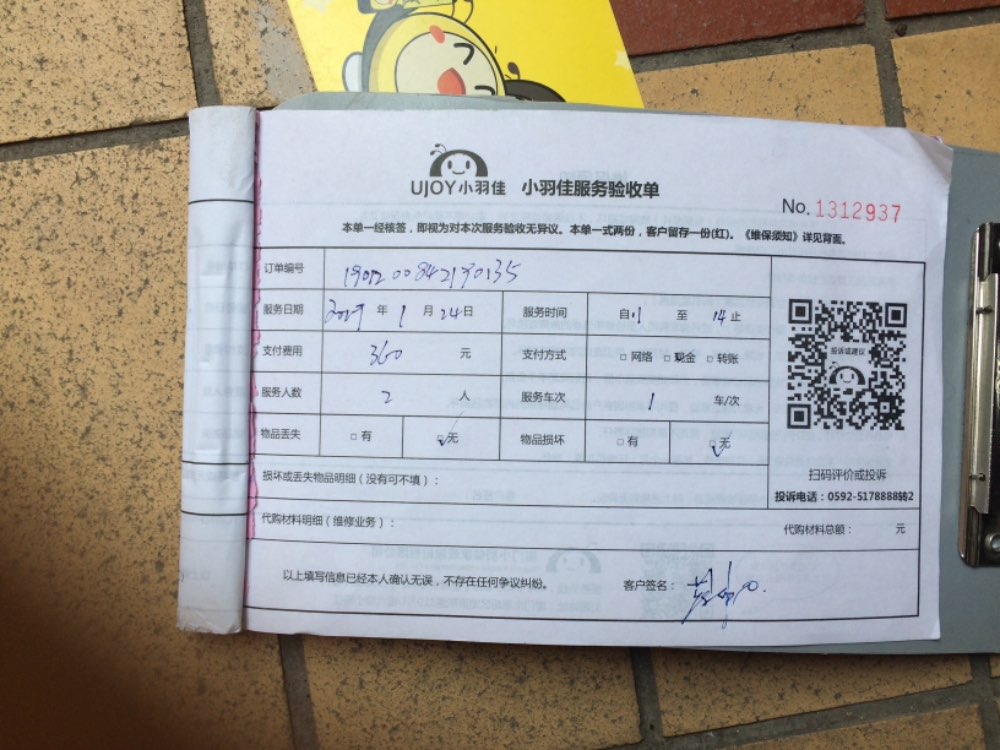 UJOY小羽佳 小羽佳服务验收单
No. 1312937
本单一经核签，即视为对本次服务验收无异议。本单一式两份，客户留存一份(红)。《维保须知》详见背面。
订单编号 1901200842190135
服务日期 2019 年 1 月 24 日 服务时间 自 至 14 止
支付费用 360 元 支付方式 □ 网络 □ 现金 □ 转账
服务人数 2 人 服务车次 1 车/次
物品丢失 □ 有 □ 无 物品损坏 □ 有 □ 无
投诉或建议
扫码评价或投诉
投诉电话：0592-5178888转2
损坏或丢失物品明细（没有可不填）：
代购材料明细（维修业务）： 代购材料总额： 元
以上填写信息已经本人确认无误，不存在任何争议纠纷。 客户签名：